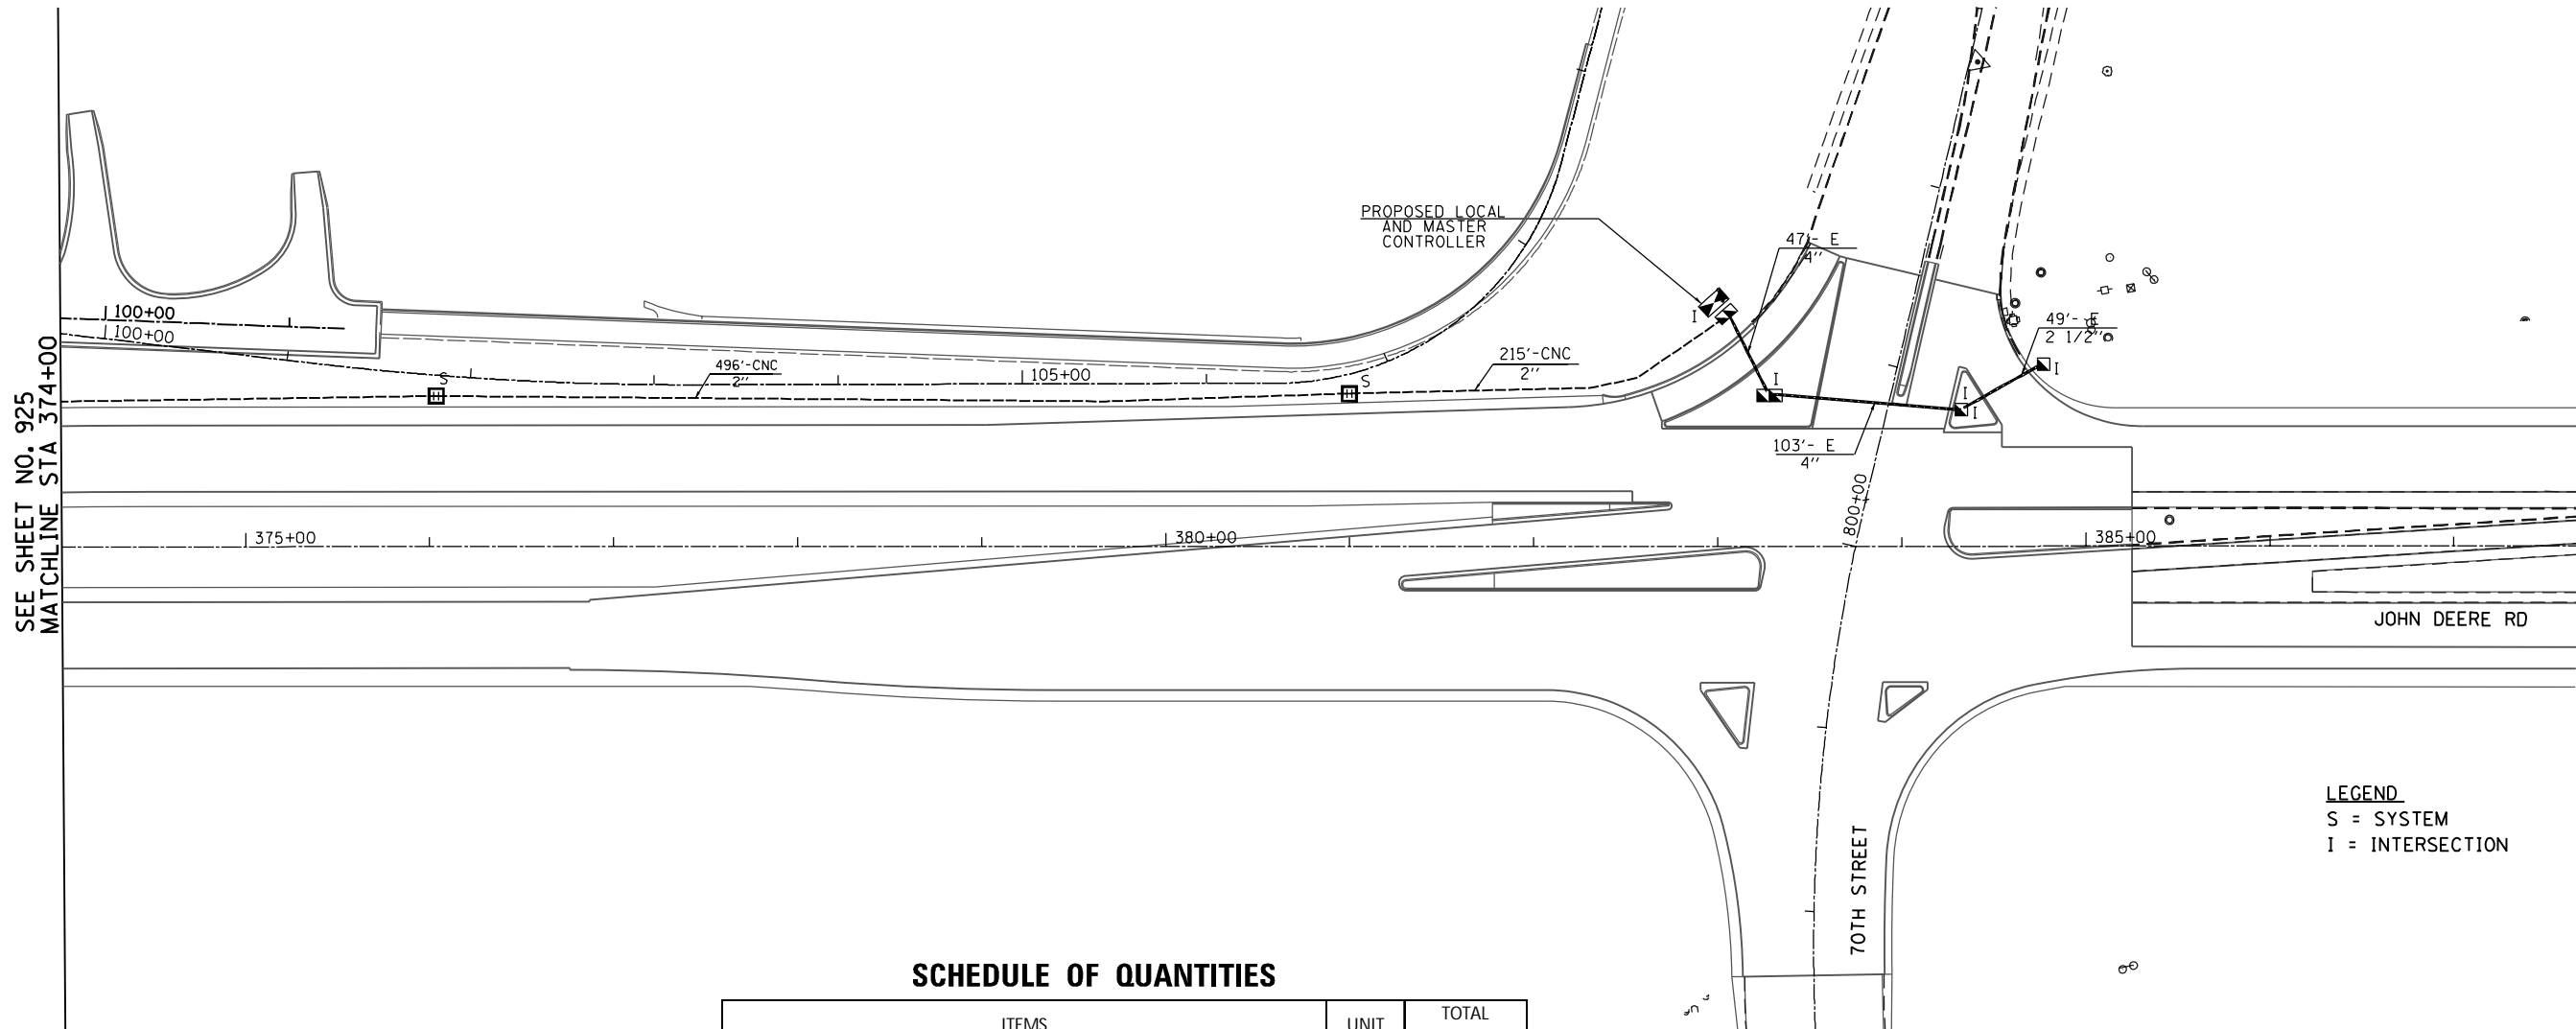 PROPOSED LOCAL
AND MASTER
CONTROLLER
I
47'- E
4''
49'- E
2 1/2''
I
100+00
100+00
S
496'-CNC
2''
105+00
S
215'-CNC
2''
I
I
I
103'- E
4''
SEE SHEET NO. 925
MATCHLINE STA 374+00
375+00
380+00
800+00
385+00
JOHN DEERE RD
70TH STREET
LEGEND
S = SYSTEM
I = INTERSECTION
SCHEDULE OF QUANTITIES
ITEMS
UNIT
TOTAL